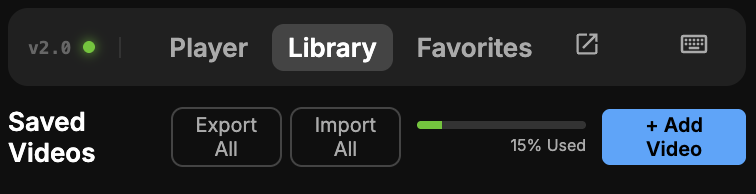 v2.0
Player
Library
Favorites
Saved
Videos
Export
All
Import
All
15% Used
+ Add
Video